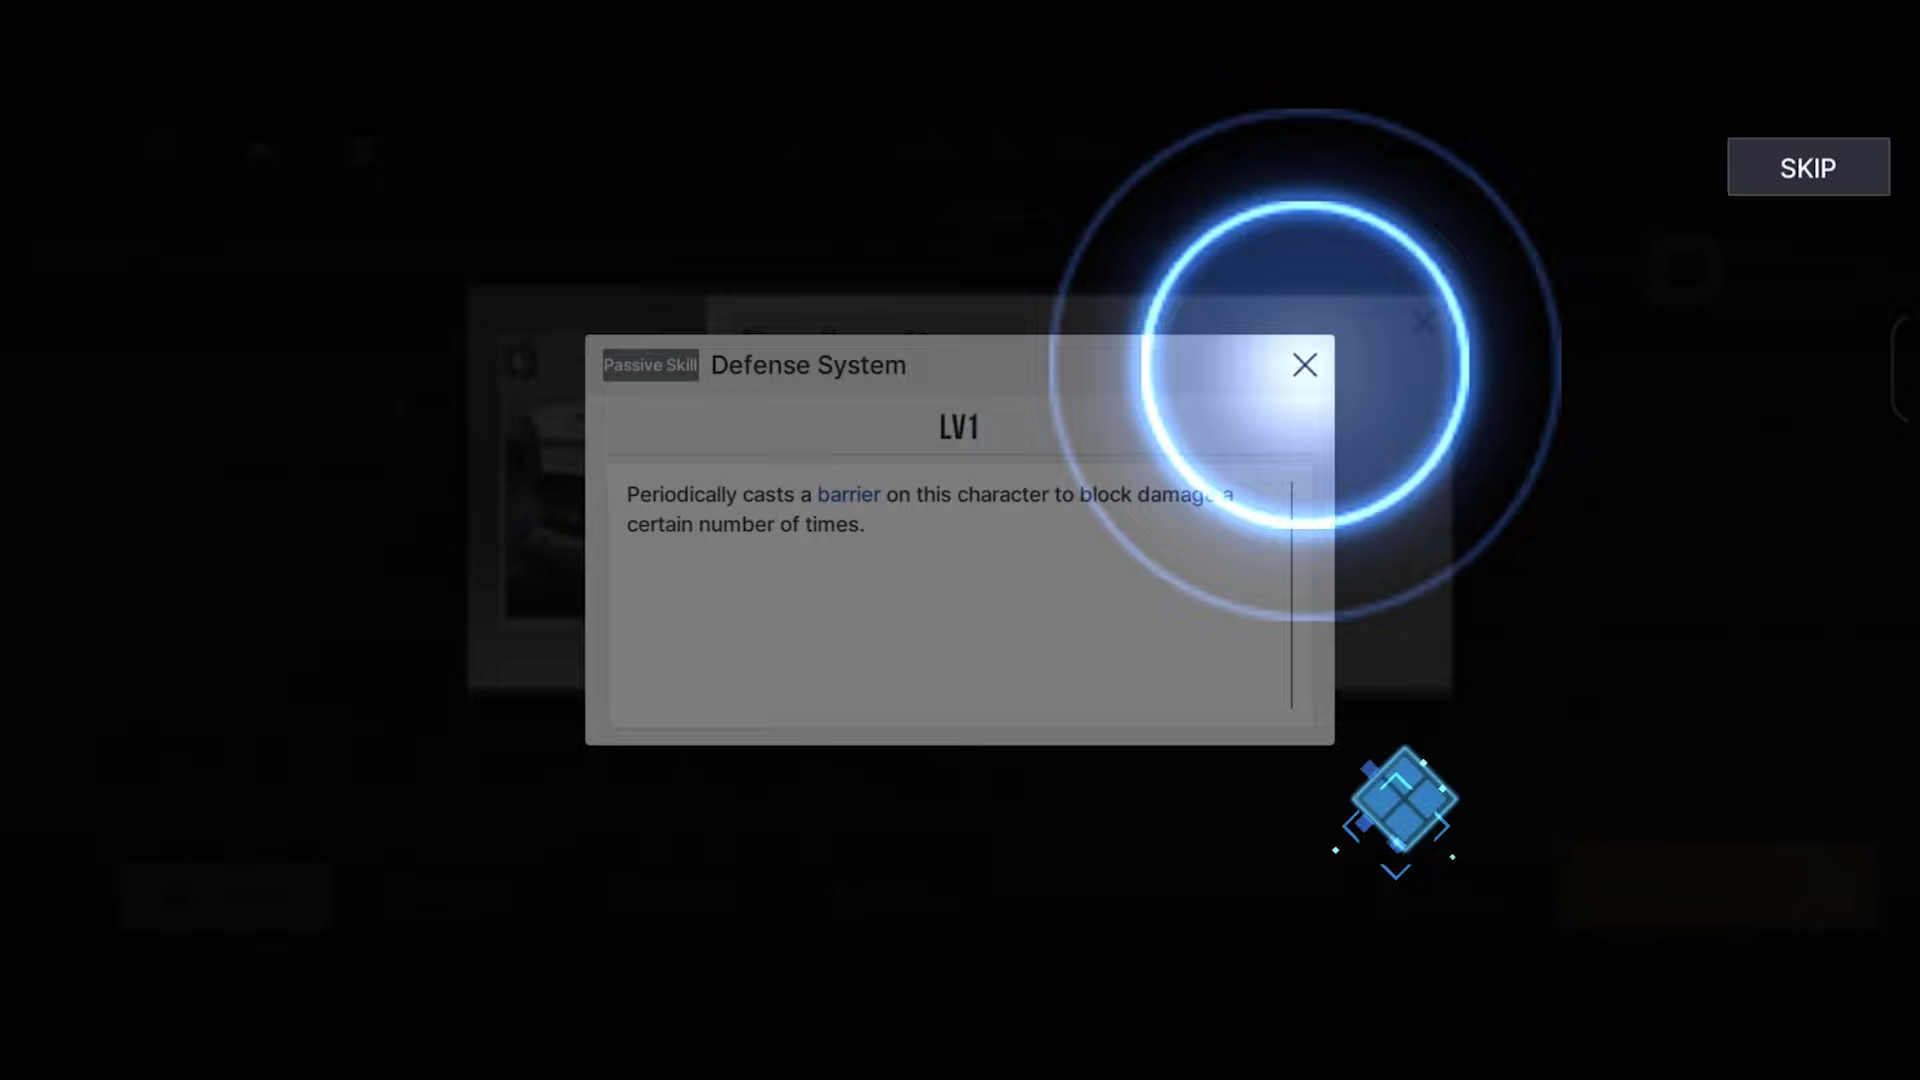 SKIP
Passive Skill Defense System
LV1
Periodically casts a barrier on this character to block damage a
certain number of times.